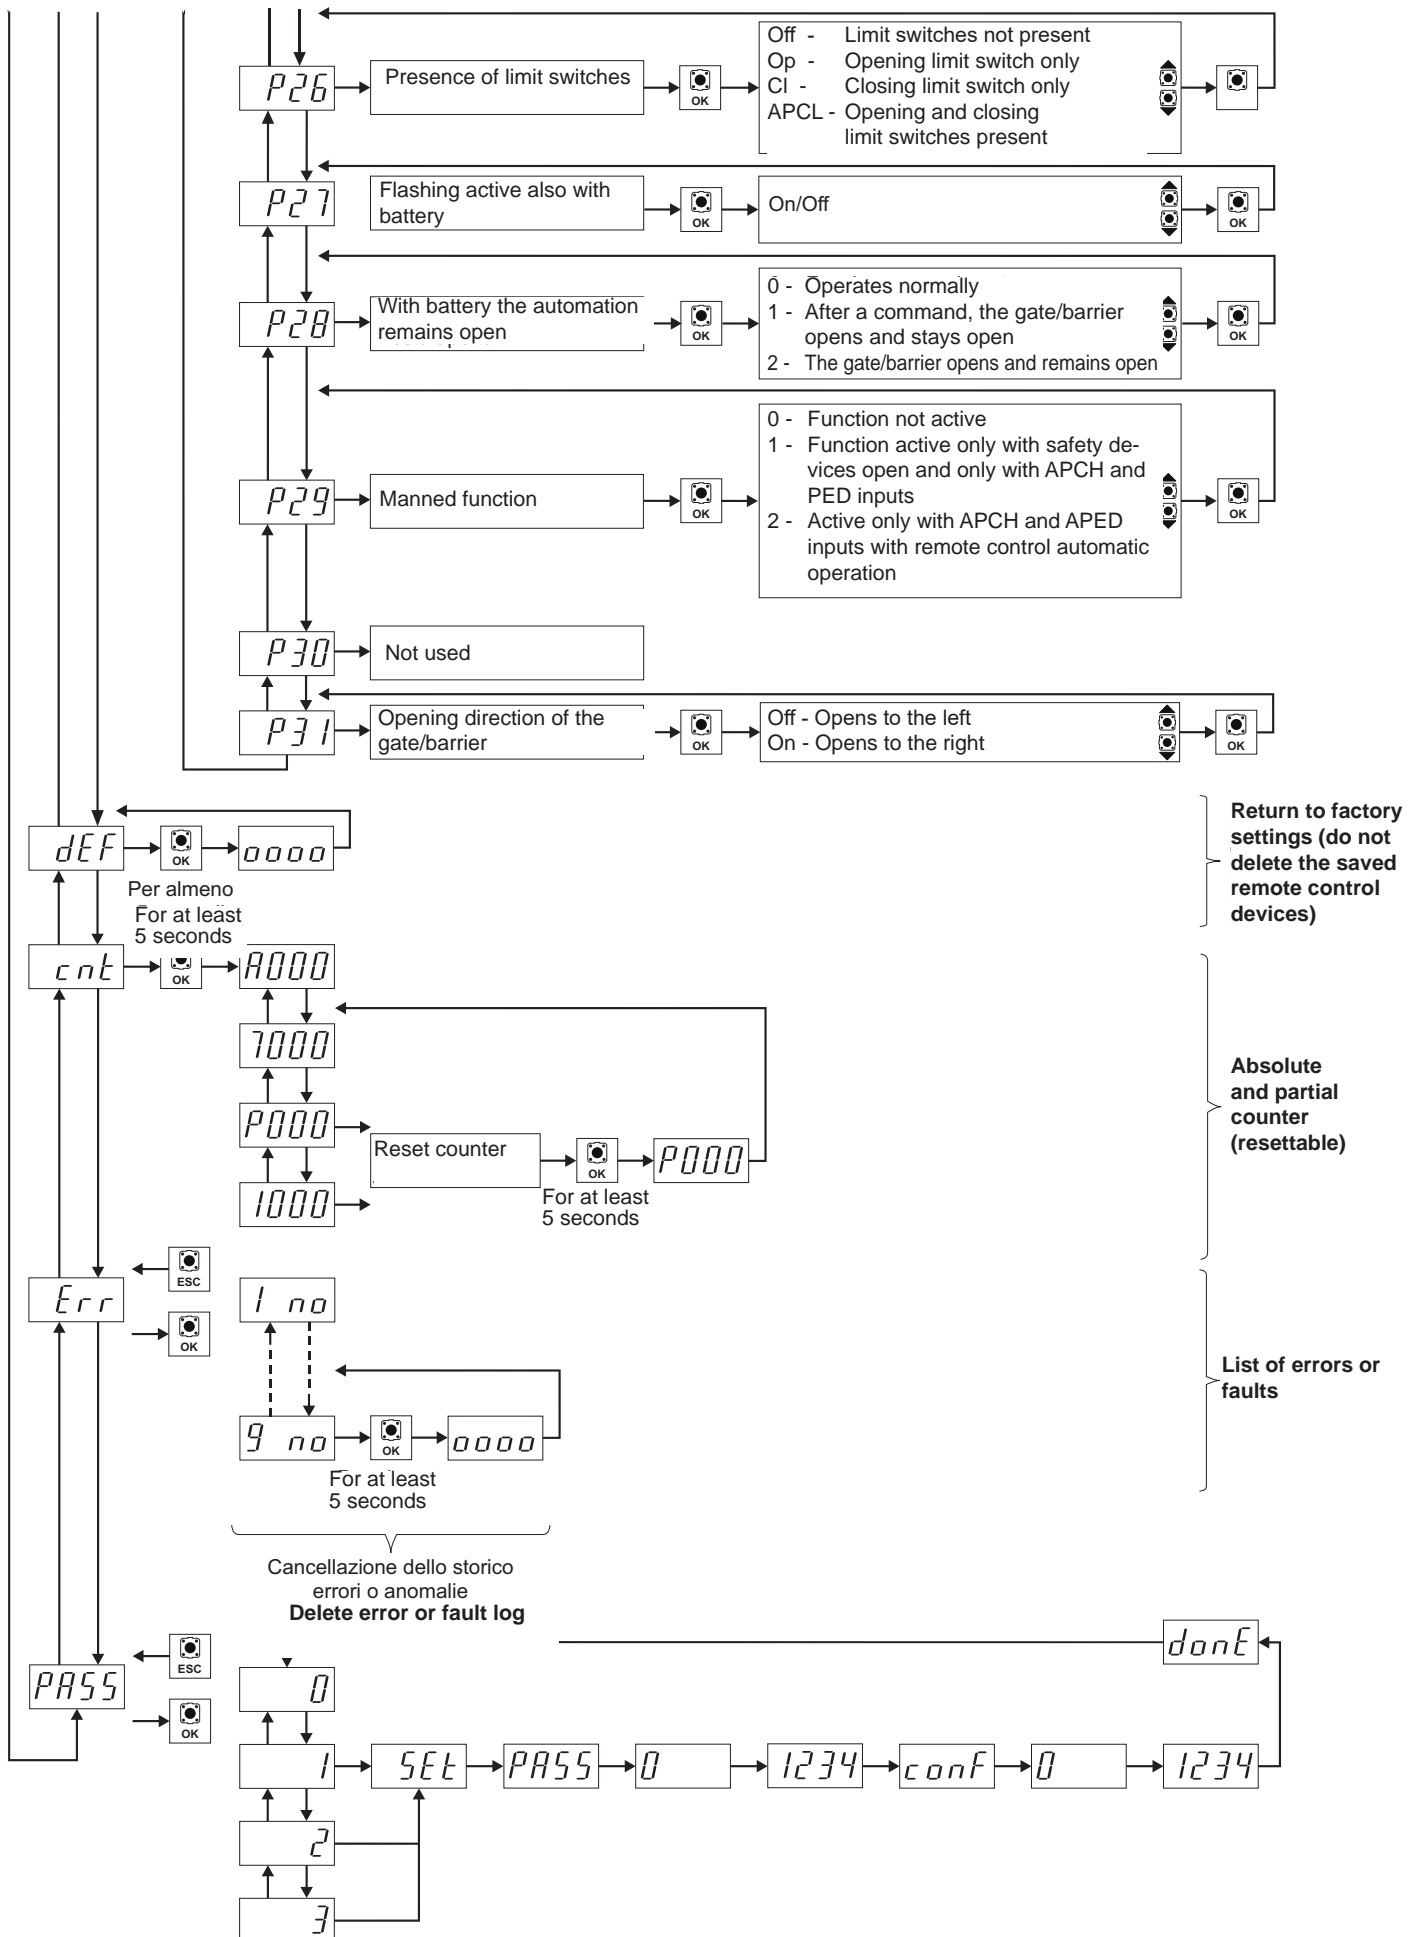 P26
Presence of limit switches
OK
Off - Limit switches not present
Op - Opening limit switch only
Cl - Closing limit switch only
APCL - Opening and closing
limit switches present
P27
Flashing active also with
battery
OK
On/Off
OK
P28
With battery the automation
remains open
OK
0 - Operates normally
1 - After a command, the gate/barrier
opens and stays open
2 - The gate/barrier opens and remains open
OK
P29
Manned function
OK
0 - Function not active
1 - Function active only with safety de-
vices open and only with APCH and
PED inputs
2 - Active only with APCH and APED
inputs with remote control automatic
operation
OK
P30
Not used
P31
Opening direction of the
gate/barrier
OK
Off - Opens to the left
On - Opens to the right
OK
dEF
OK
oooo
Per almeno
For at least
5 seconds
Return to factory
settings (do not
delete the saved
remote control
devices)
cnt
OK
A000
7000
P000
1000
Reset counter
OK
For at least
5 seconds
P000
Absolute
and partial
counter
(resettable)
Err
ESC
OK
1 no
9 no
OK
oooo
For at least
5 seconds
List of errors or
faults
Cancellazione dello storico
errori o anomalie
Delete error or fault log
PASS
ESC
OK
donE
0
1
SEt
PASS
0
1234
conF
0
1234
2
3